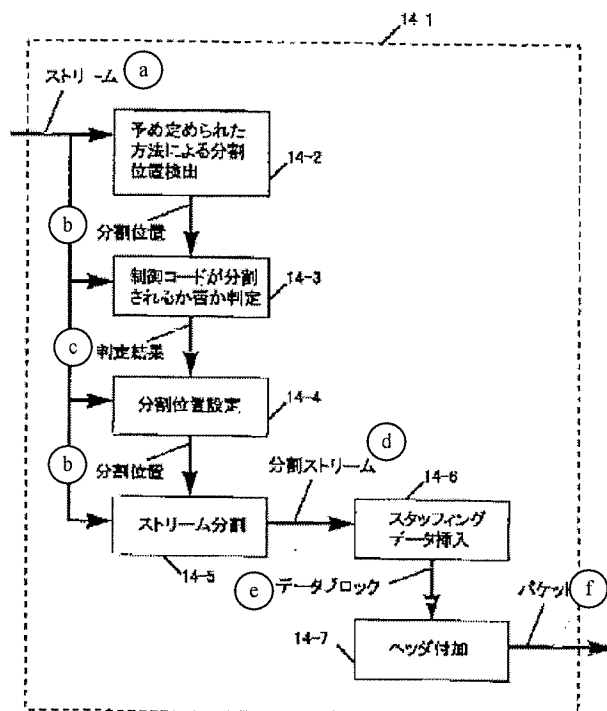 14-1
ストリーム
a
予め定められた
方法による分割
位置検出
14-2
b
分割位置
制御コードが分割
されるか否か判定
14-3
c
判定結果
分割位置設定
14-4
b
分割位置
d
分割ストリーム
ストリーム分割
14-5
14-6
スタッフィング
データ挿入
e
データブロック
パケット
f
14-7
ヘッダ付加